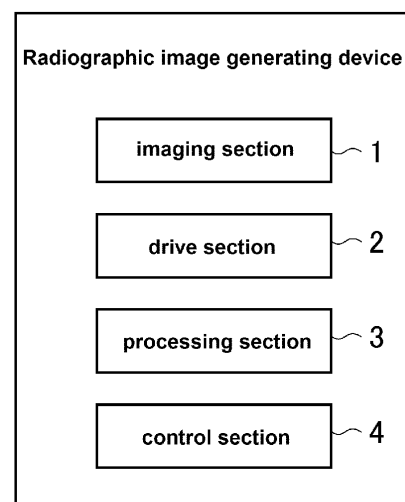 Radiographic image generating device
imaging section 1
drive section 2
processing section 3
control section 4